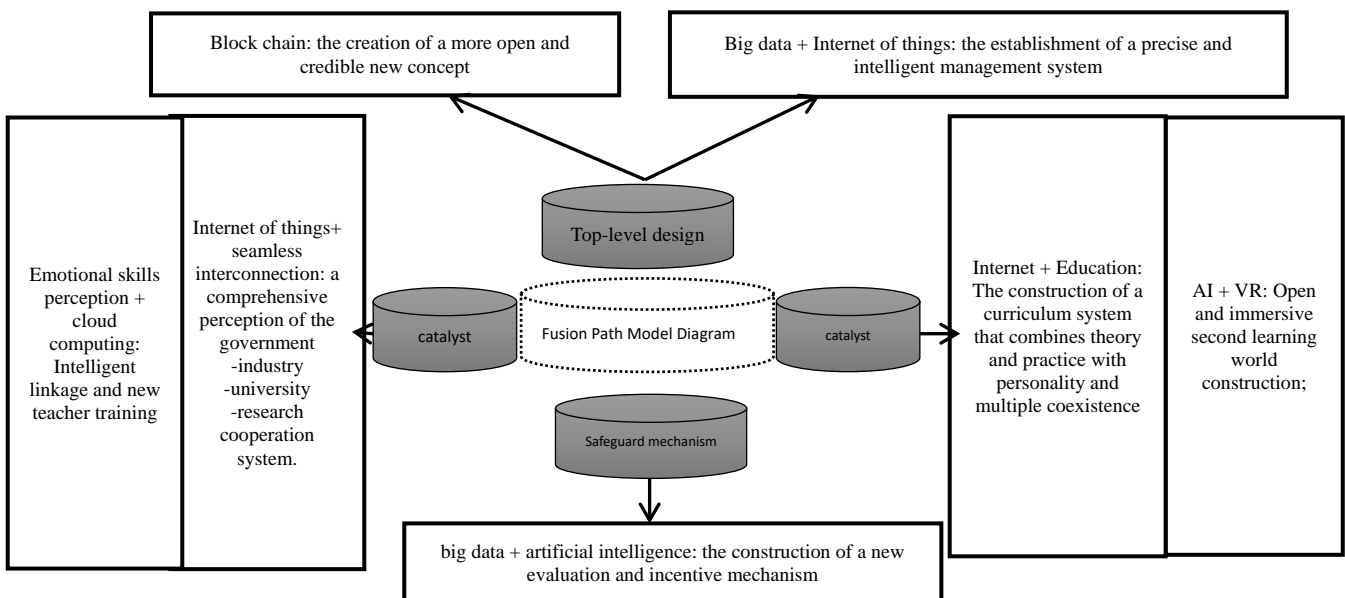 Block chain: the creation of a more open and
credible new concept
Big data + Internet of things: the establishment of a precise and
intelligent management system
Emotional skills
perception +
cloud
computing:
Intelligent
linkage and new
teacher training
Internet of things+
seamless
interconnection: a
comprehensive
perception of the
government
-industry
-university
-research
cooperation
system.
Top-level design
catalyst
Fusion Path Model Diagram
catalyst
Safeguard mechanism
Internet + Education:
The construction of a
curriculum system
that combines theory
and practice with
personality and
multiple coexistence
AI + VR: Open
and immersive
second learning
world
construction;
big data + artificial intelligence: the construction of a new
evaluation and incentive mechanism